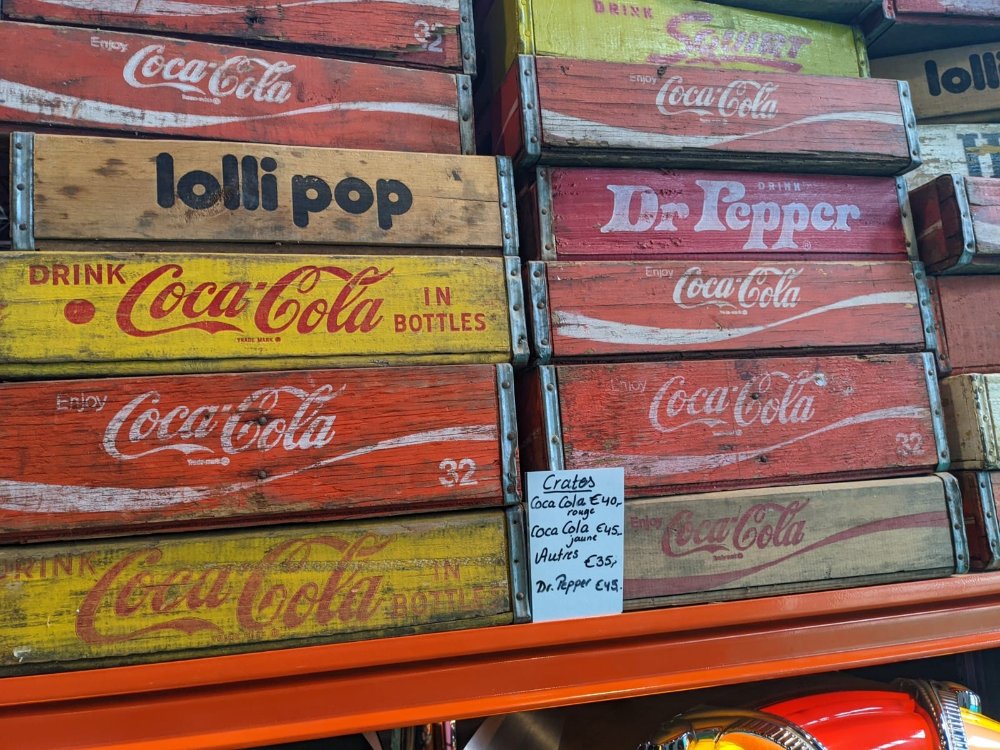 32
Enjoy
Coca-Cola
lolli pop
DRINK
Coca-Cola
TRADE MARK ®
IN
BOTTLES
Enjoy
Coca-Cola
Trade-mark ®
32
DRINK
Coca-Cola
IN
BOTTLES
DRINK
SQUIRT
Enjoy
Coca-Cola
DRINK
Dr Pepper
Enjoy
Coca-Cola
Enjoy
Coca-Cola
32
Enjoy
Coca-Cola
Crates
Coca Cola €40,-
rouge
Coca Cola €45,-
jaune
Autres €35,-
Dr. Pepper €45,-
lolli